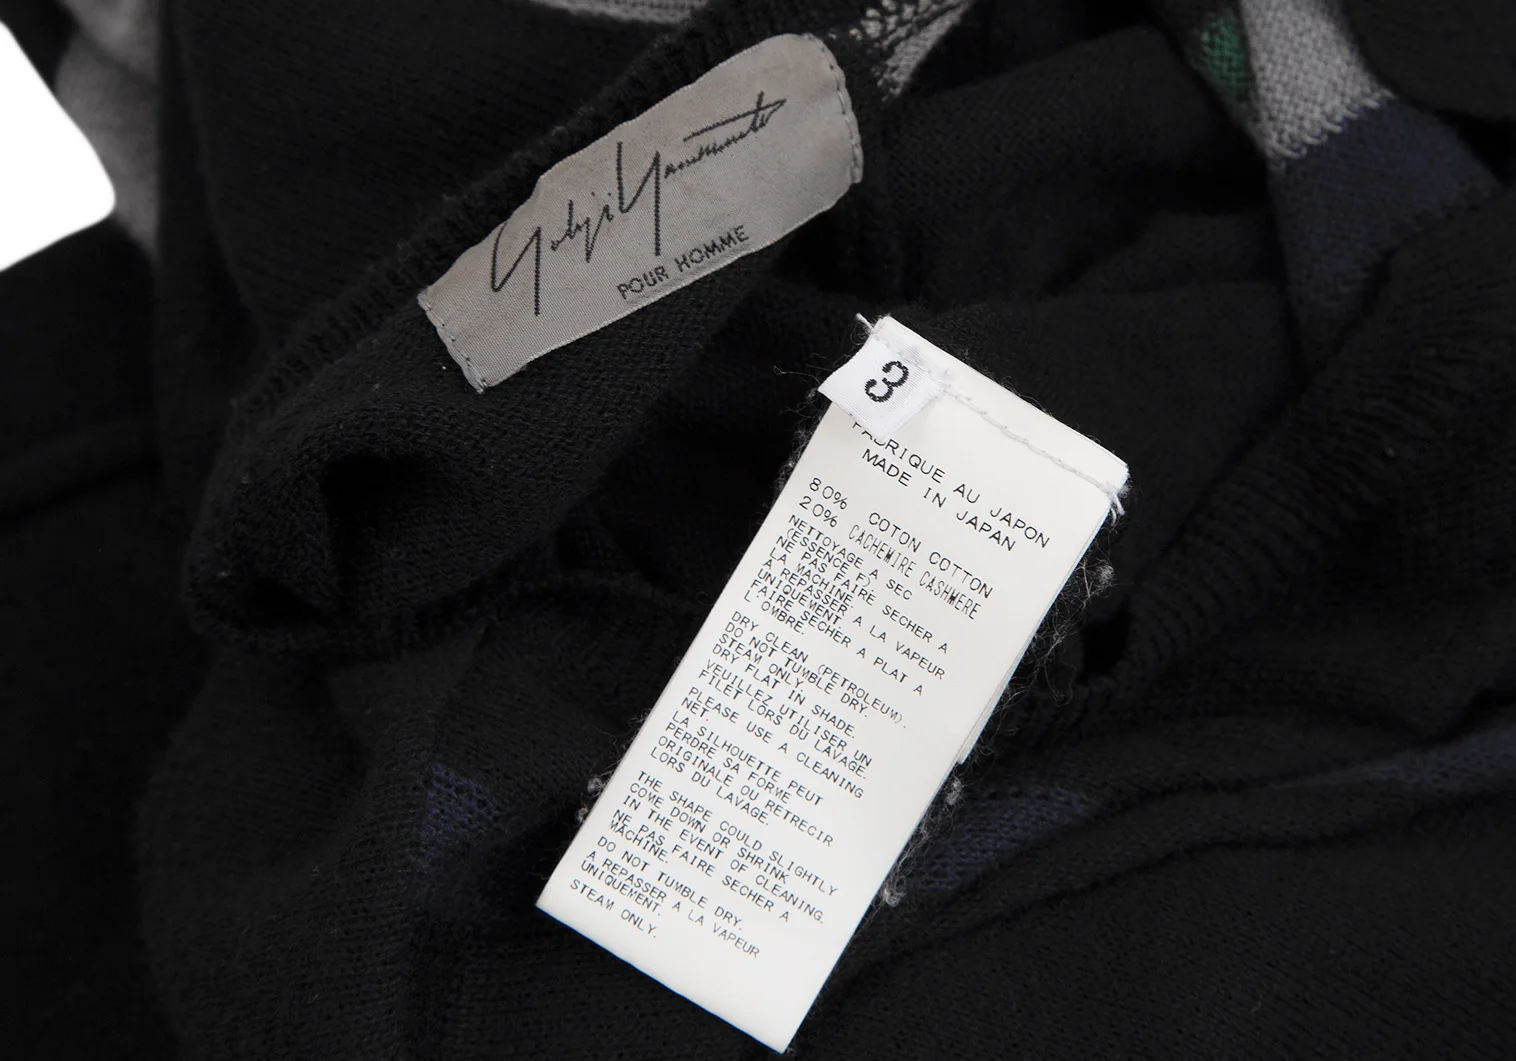 Yohji Yamamoto
POUR HOMME
3
FABRIQUE AU JAPON
MADE IN JAPAN
80% COTON COTTON
20% CACHEMIRE CASHMERE
NETTOYAGE A SEC
(ESSENCE F).
NE PAS FAIRE SECHER A
LA MACHINE.
A REPASSER A LA VAPEUR
UNIQUEMENT.
FAIRE SECHER A PLAT A
L'OMBRE.
DRY CLEAN (PETROLEUM).
DO NOT TUMBLE DRY.
STEAM ONLY.
DRY FLAT IN SHADE.
VEUILLEZ UTILISER UN
FILET LORS DU LAVAGE.
PLEASE USE A CLEANING
NET.
LA SILHOUETTE PEUT
PERDRE SA FORME
ORIGINALE OU RETRECIR
LORS DU LAVAGE.
THE SHAPE COULD SLIGHTLY
COME DOWN OR SHRINK
IN THE EVENT OF CLEANING.
NE PAS FAIRE SECHER A
MACHINE.
DO NOT TUMBLE DRY.
A REPASSER A LA VAPEUR
UNIQUEMENT.
STEAM ONLY.